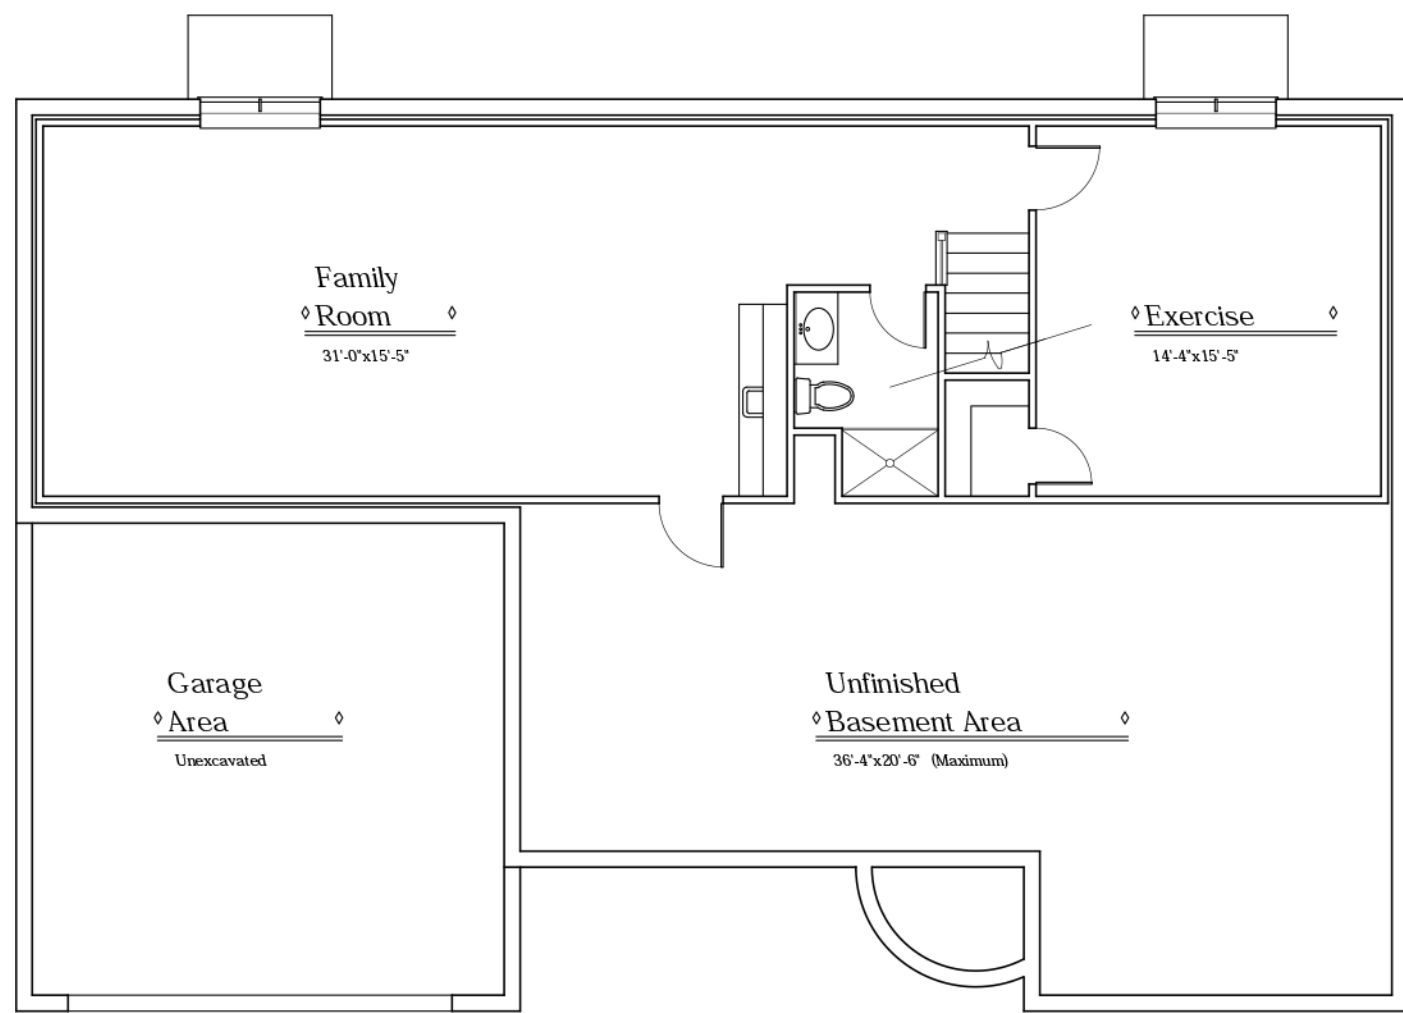 Family
Room
31'-0"x15'-5"
Exercise
14'-4"x15'-5"
Garage
Area
Unexcavated
Unfinished
Basement Area
36'-4"x20'-6" (Maximum)